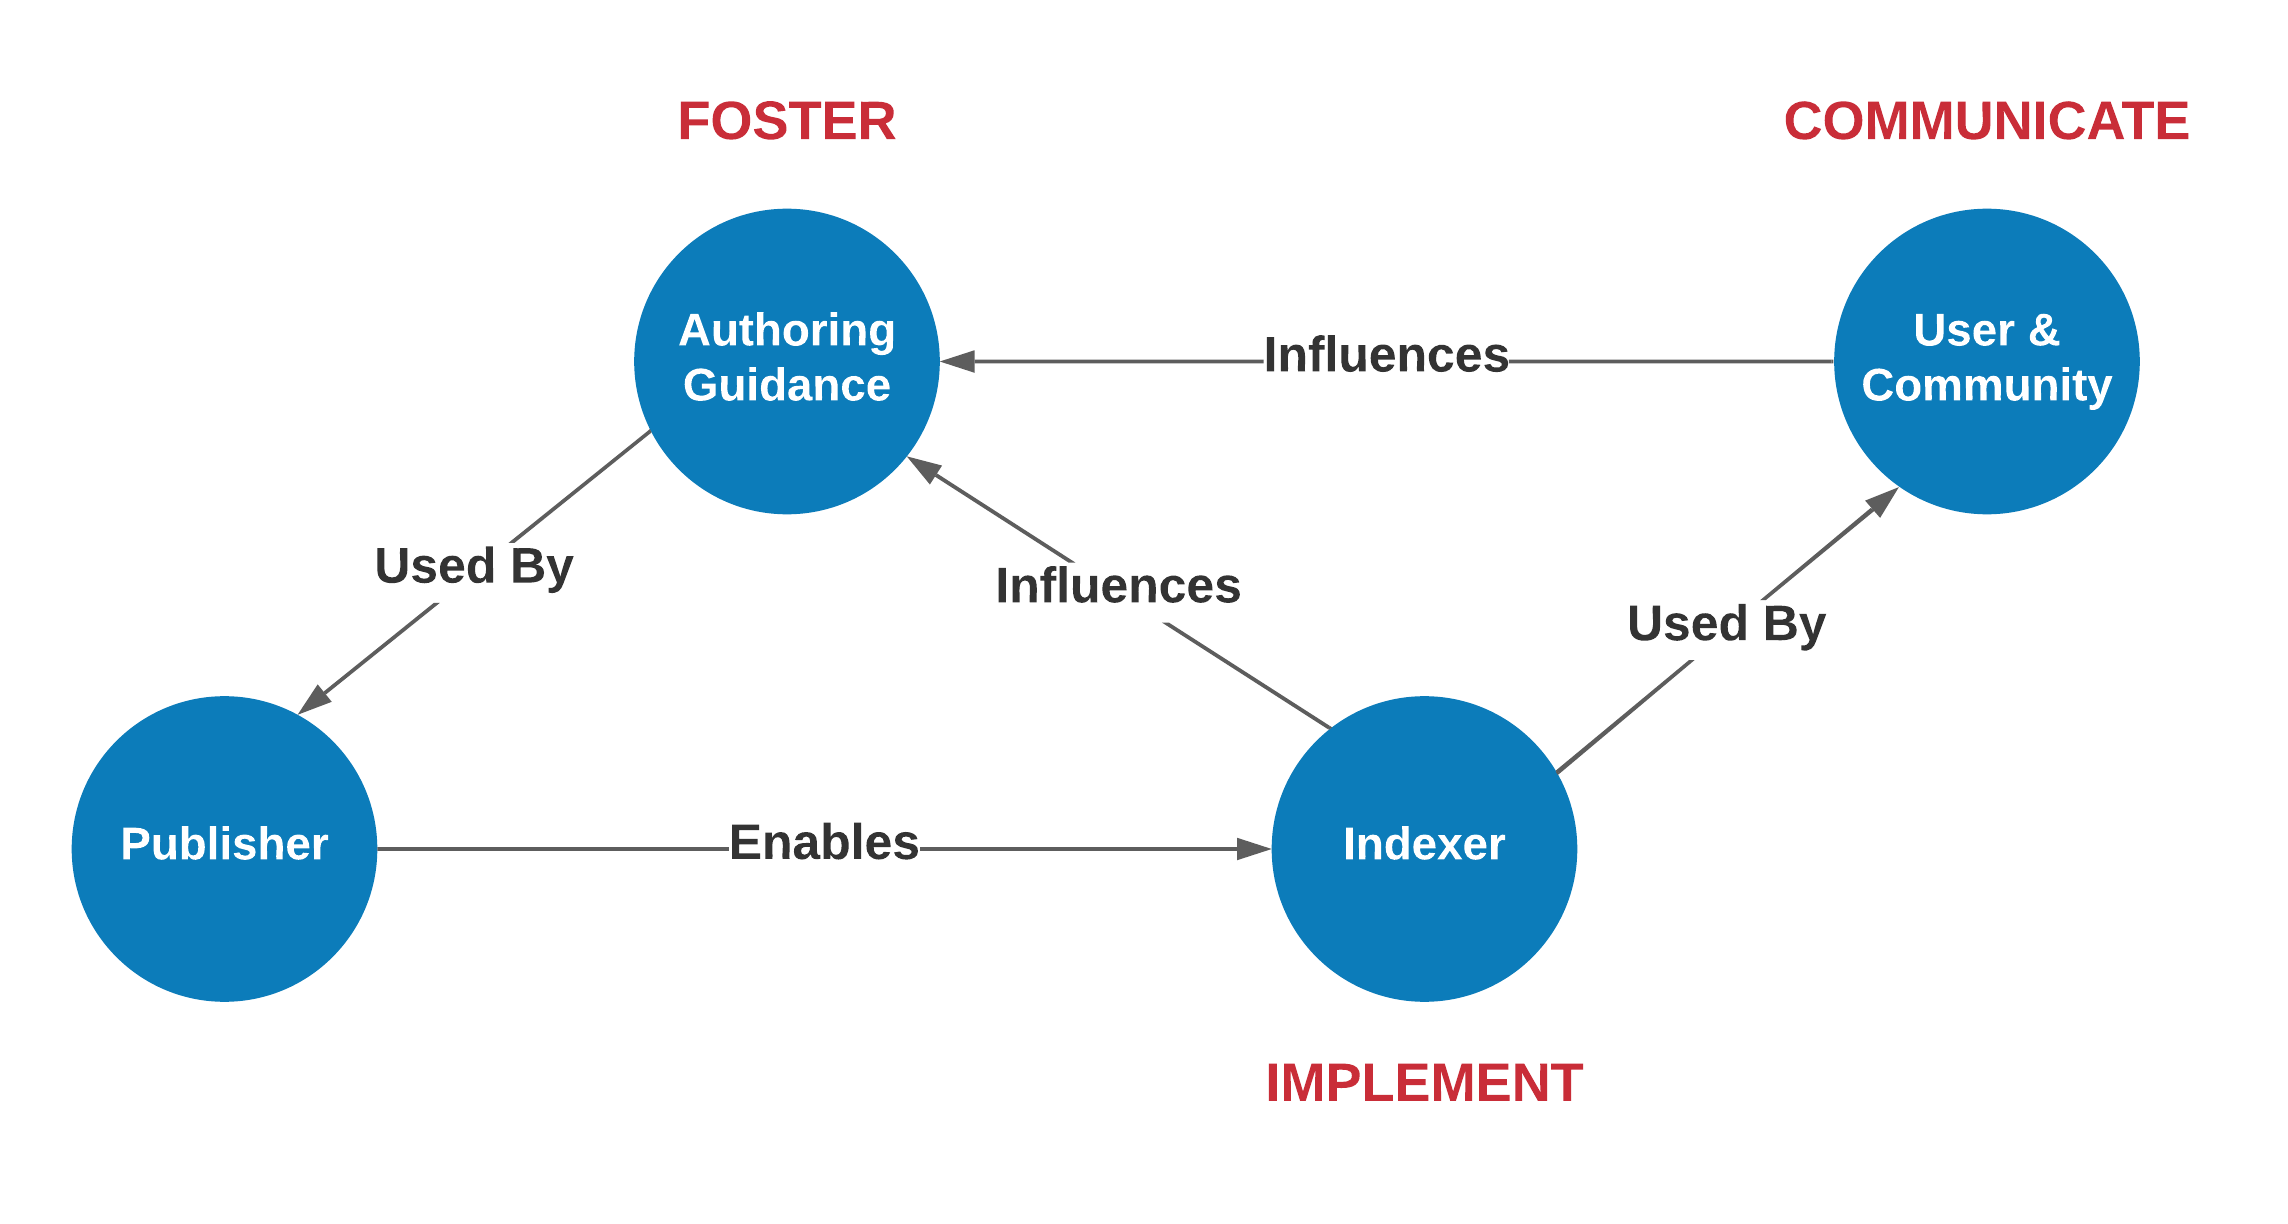 FOSTER
COMMUNICATE
Authoring
Guidance
Influences
User &
Community
Used By
Influences
Used By
Publisher
Enables
Indexer
IMPLEMENT